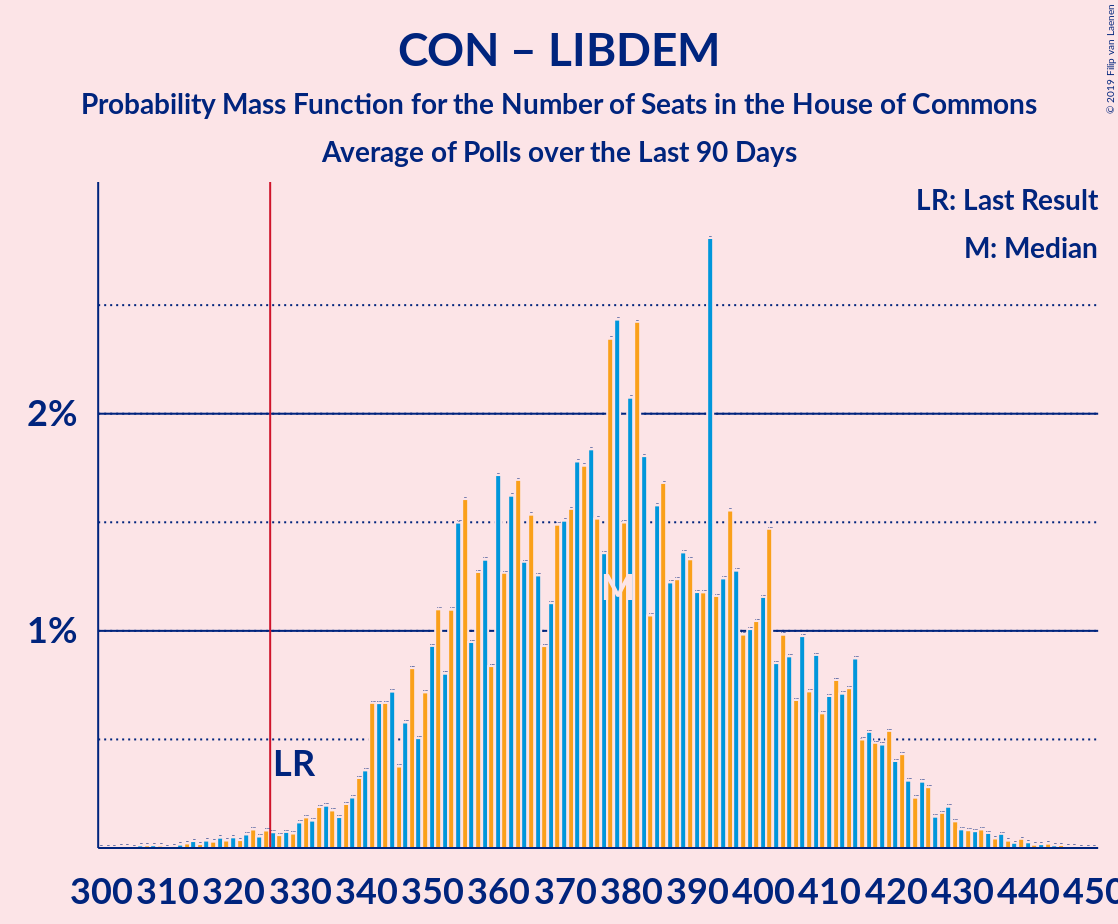 CON – LIBDEM
Probability Mass Function for the Number of Seats in the House of Commons
Average of Polls over the Last 90 Days
© 2019 Filip van Laenen
LR: Last Result
M: Median
2%
1%
M
LR
300 310 320 330 340 350 360 370 380 390 400 410 420 430 440 450